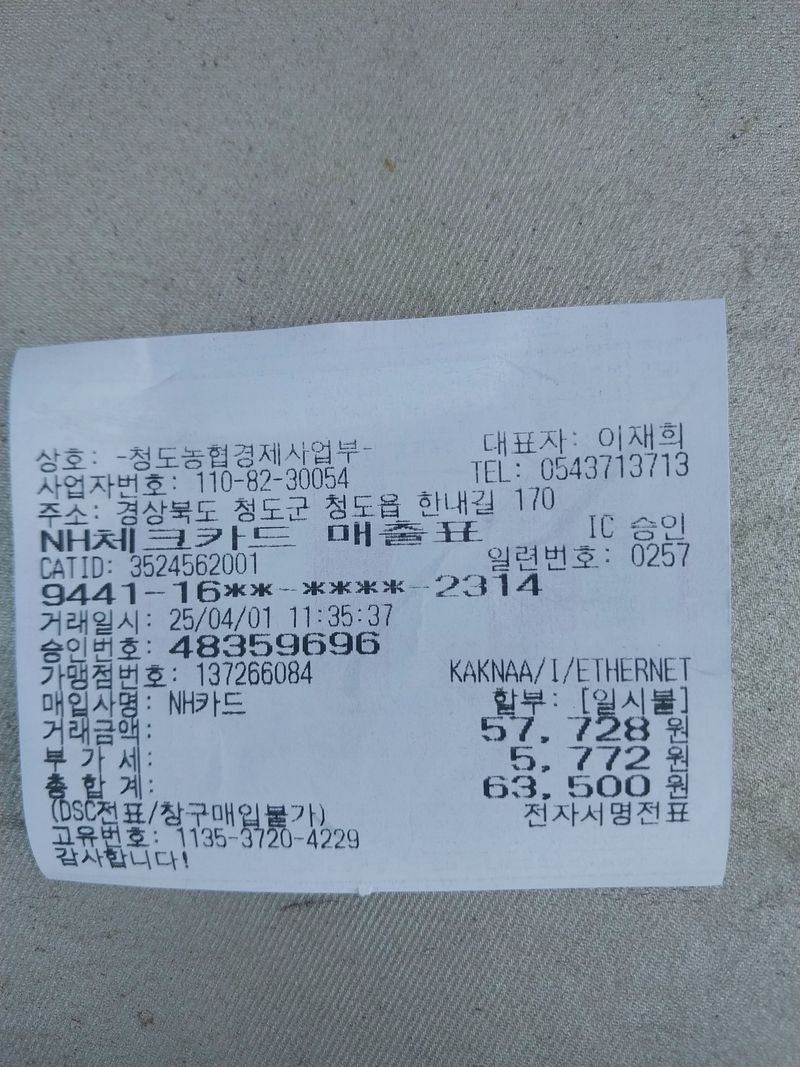 상호: -청도농협경제사업부- 대표자: 이재희
사업자번호: 110-82-30054 TEL: 0543713713
주소: 경상북도 청도군 청도읍 한내길 170
NH체크카드 매출표 IC 승인
CATID: 3524562001 일련번호: 0257
9441-16**-****-2314
거래일시: 25/04/01 11:35:37
승인번호: 48359696
가맹점번호: 137266084 KAKNAA/I/ETHERNET
매입사명: NH카드 할부: [일시불]
거래금액: 57,728 원
부 가 세: 5,772 원
총 합 계: 63,500 원
(DSC전표/창구매입불가) 전자서명전표
고유번호: 1135-3720-4229
감사합니다!